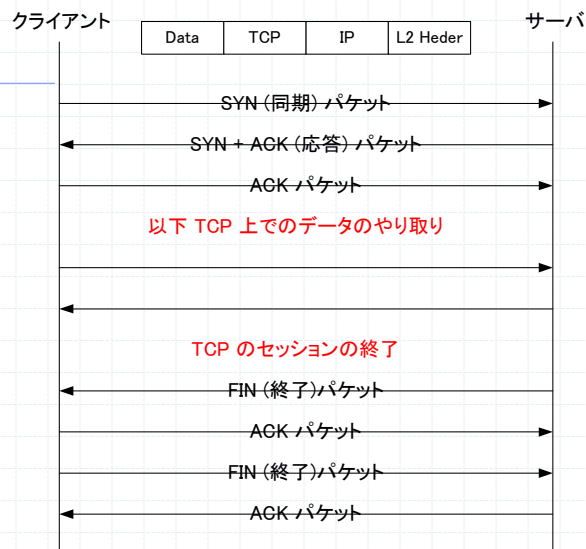 クライアント
サーバ
Data TCP IP L2 Heder
SYN (同期) パケット
SYN + ACK (応答) パケット
ACK パケット
以下 TCP 上でのデータのやり取り
TCP のセッションの終了
FIN (終了)パケット
ACK パケット
FIN (終了)パケット
ACK パケット